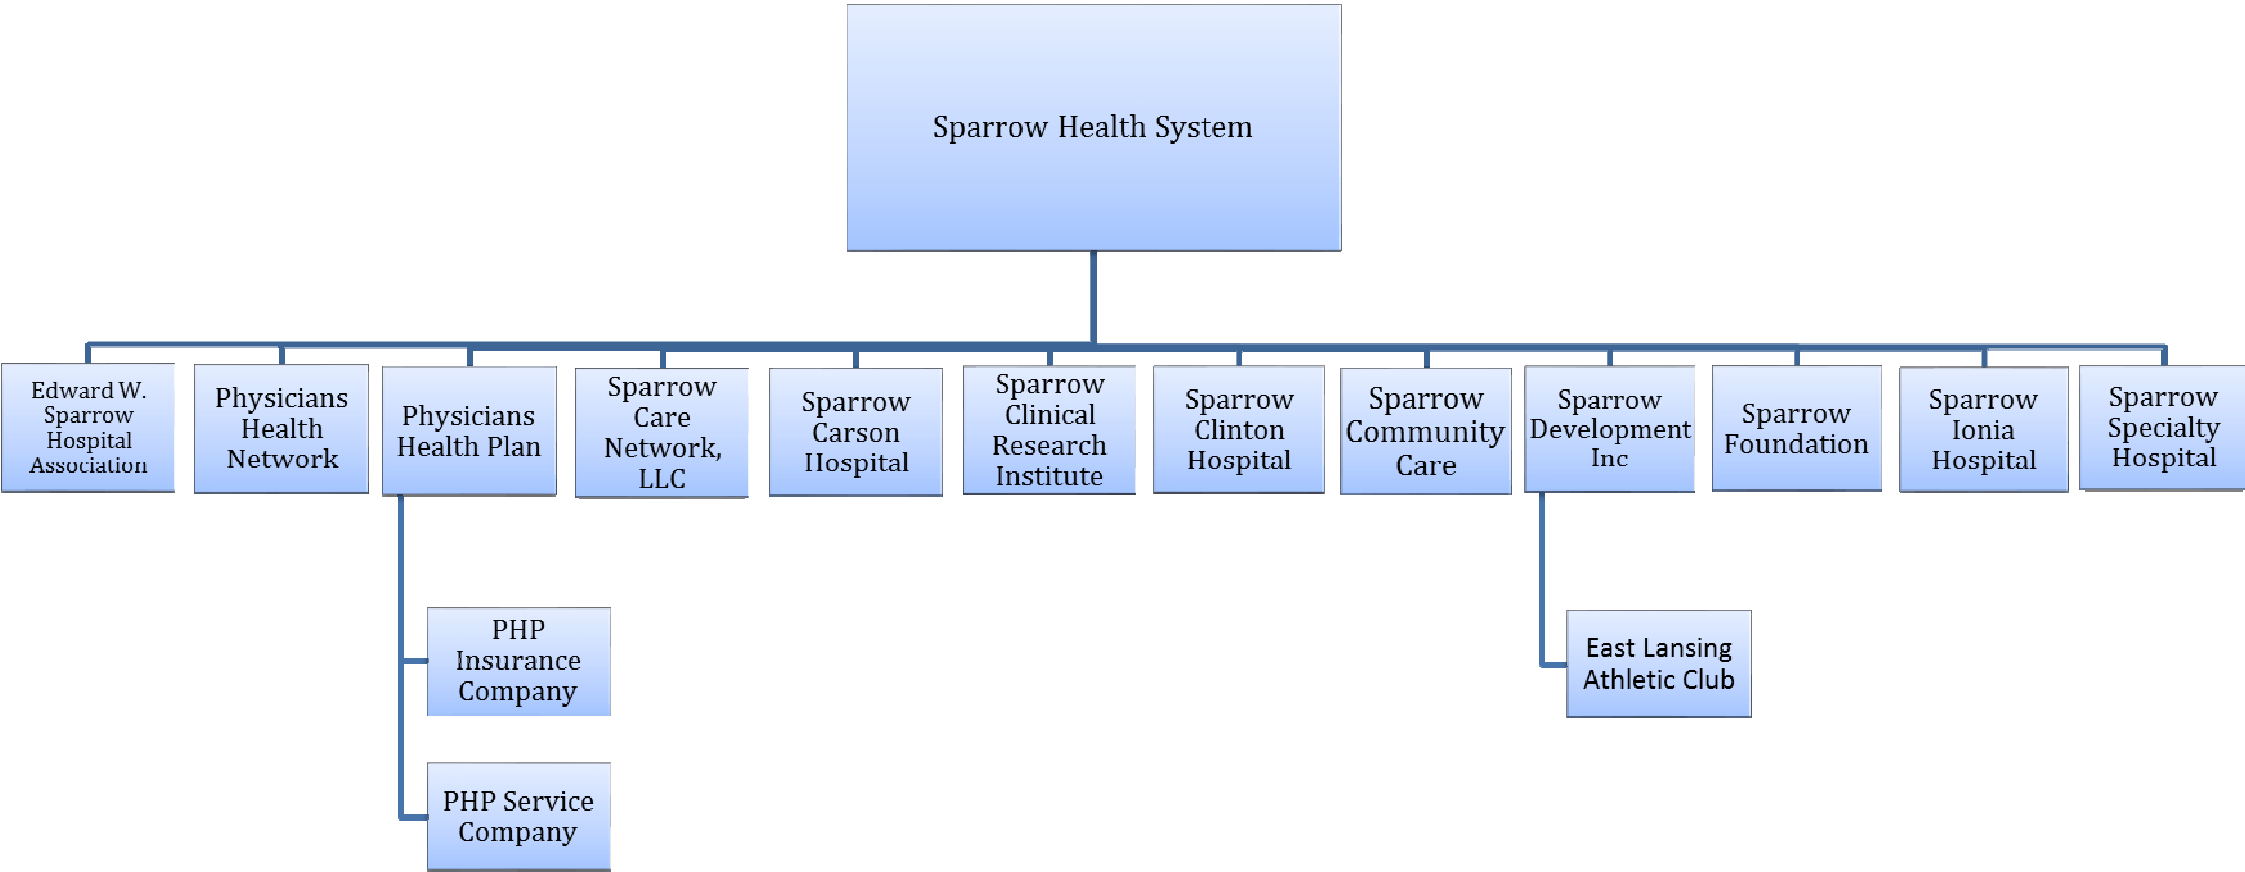 Sparrow Health System
Edward W.
Sparrow
Hospital
Association
Physicians
Health
Network
Physicians
Health Plan
Sparrow
Care
Network,
LLC
Sparrow
Carson
Hospital
Sparrow
Clinical
Research
Institute
Sparrow
Clinton
Hospital
Sparrow
Community
Care
Sparrow
Development
Inc
Sparrow
Foundation
Sparrow
Ionia
Hospital
Sparrow
Specialty
Hospital
PHP
Insurance
Company
East Lansing
Athletic Club
PHP Service
Company